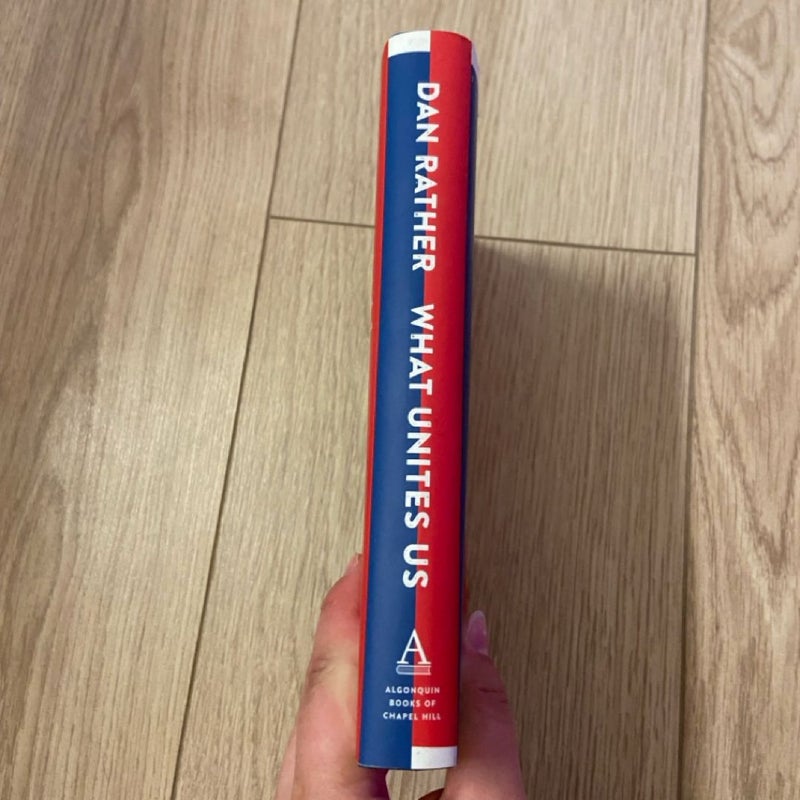 DAN RATHER WHAT UNITES US
A
ALGONQUIN
BOOKS OF
CHAPEL HILL